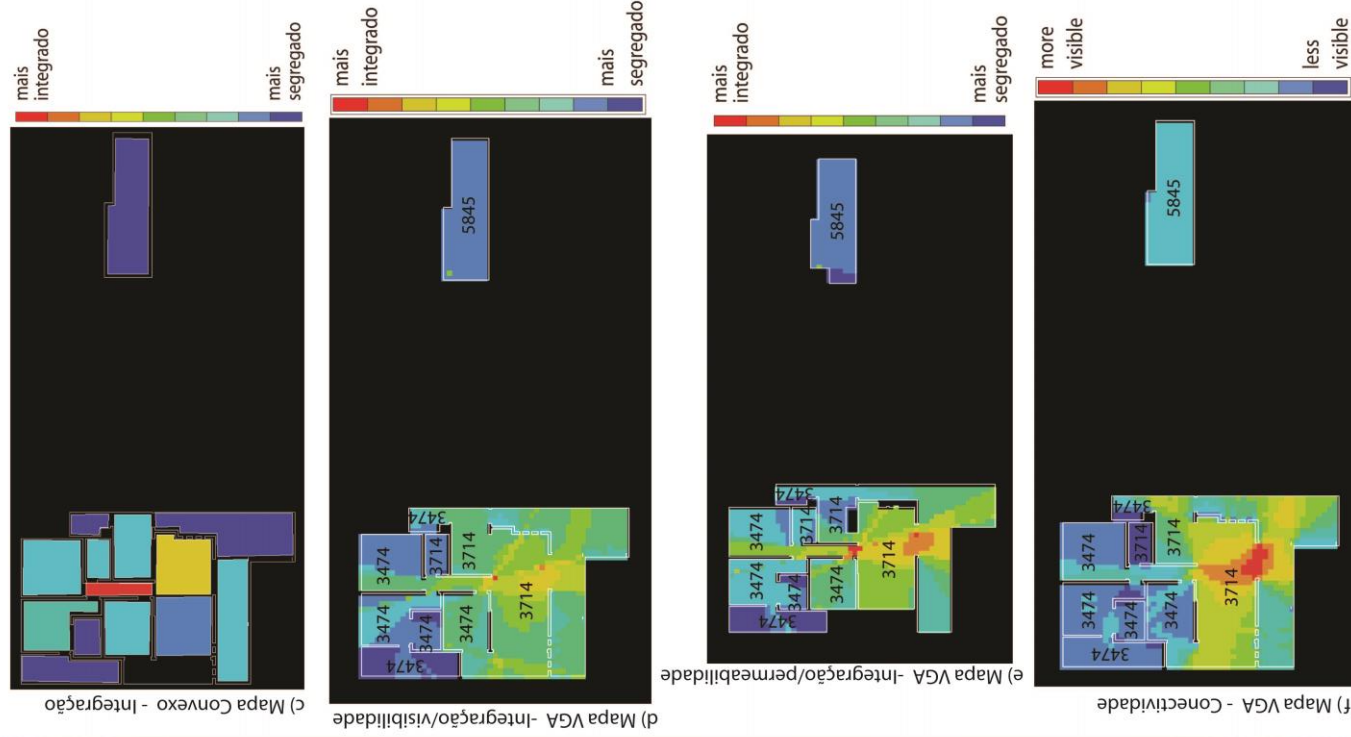 mais
integrado
mais
segregado
c) Mapa Convexo - Integração
mais
integrado
mais
segregado
5845
3474
3474
3714
3714
3474
3474
3474
3474
3714
d) Mapa VGA -Integração/visibilidade
mais
integrado
mais
segregado
5845
3474
3474
3714
3714
3474
3474
3474
3474
3714
e) Mapa VGA -Integração/permeabilidade
more
visible
less
visible
5845
3474
3474
3714
3714
3474
3474
3474
3474
3714
f) Mapa VGA - Conectividade